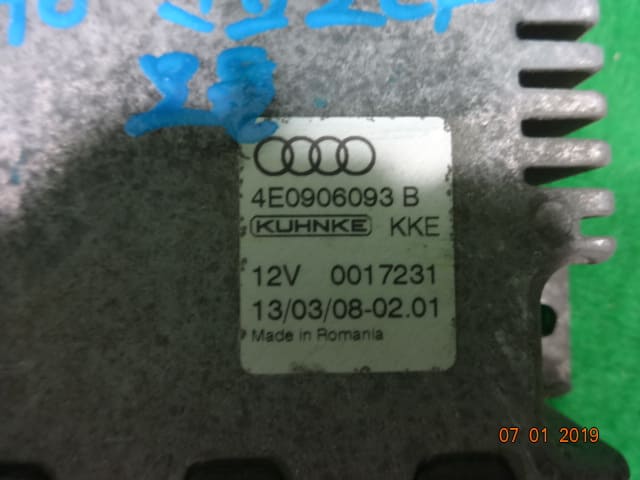 4E0906093 B
KUHNKE KKE
12V 0017231
13/03/08-02.01
Made in Romania
07 01 2019